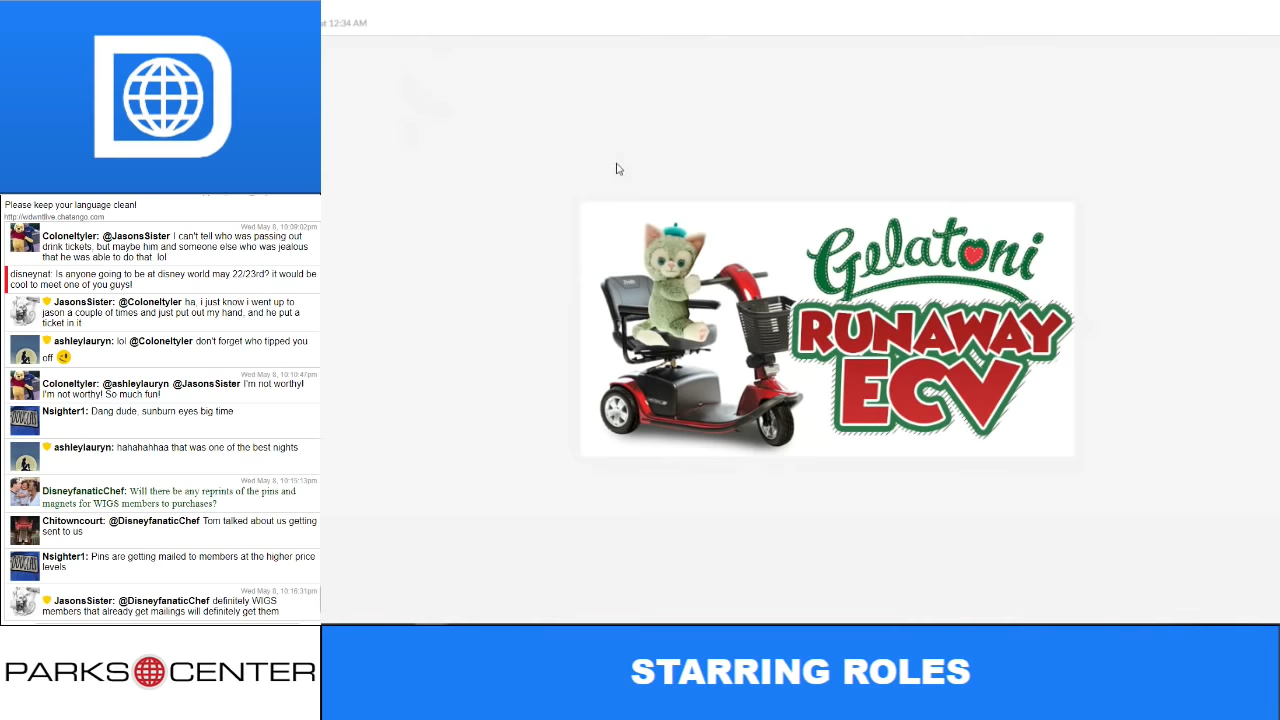 at 12:34 AM
Please keep your language clean!
http://wdwntlive.chatango.com
Wed May 8, 10:09:02pm
Coloneltyler: @JasonsSister I can't tell who was passing out
drink tickets, but maybe him and someone else who was jealous
that he was able to do that. lol
disneynat: Is anyone going to be at disney world may 22/23rd? it would be
cool to meet one of you guys!
JasonsSister: @Coloneltyler ha, i just know i went up to
jason a couple of times and just put out my hand, and he put a
ticket in it
ashleylauryn: lol @Coloneltyler don't forget who tipped you
off
Wed May 8, 10:10:47pm
Coloneltyler: @ashleylauryn @JasonsSister I'm not worthy!
I'm not worthy! So much fun!
Nsighter1: Dang dude, sunburn eyes big time
ashleylauryn: hahahahhaa that was one of the best nights
Wed May 8, 10:15:13pm
DisneyfanaticChef: Will there be any reprints of the pins and
magnets for WIGS members to purchases?
Chitowncourt: @DisneyfanaticChef Tom talked about us getting
sent to us
Nsighter1: Pins are getting mailed to members at the higher price
levels
Wed May 8, 10:16:31pm
JasonsSister: @DisneyfanaticChef definitely WIGS
members that already get mailings will definitely get them
Gelatoni
RUNAWAY
ECV
PARKS CENTER
STARRING ROLES